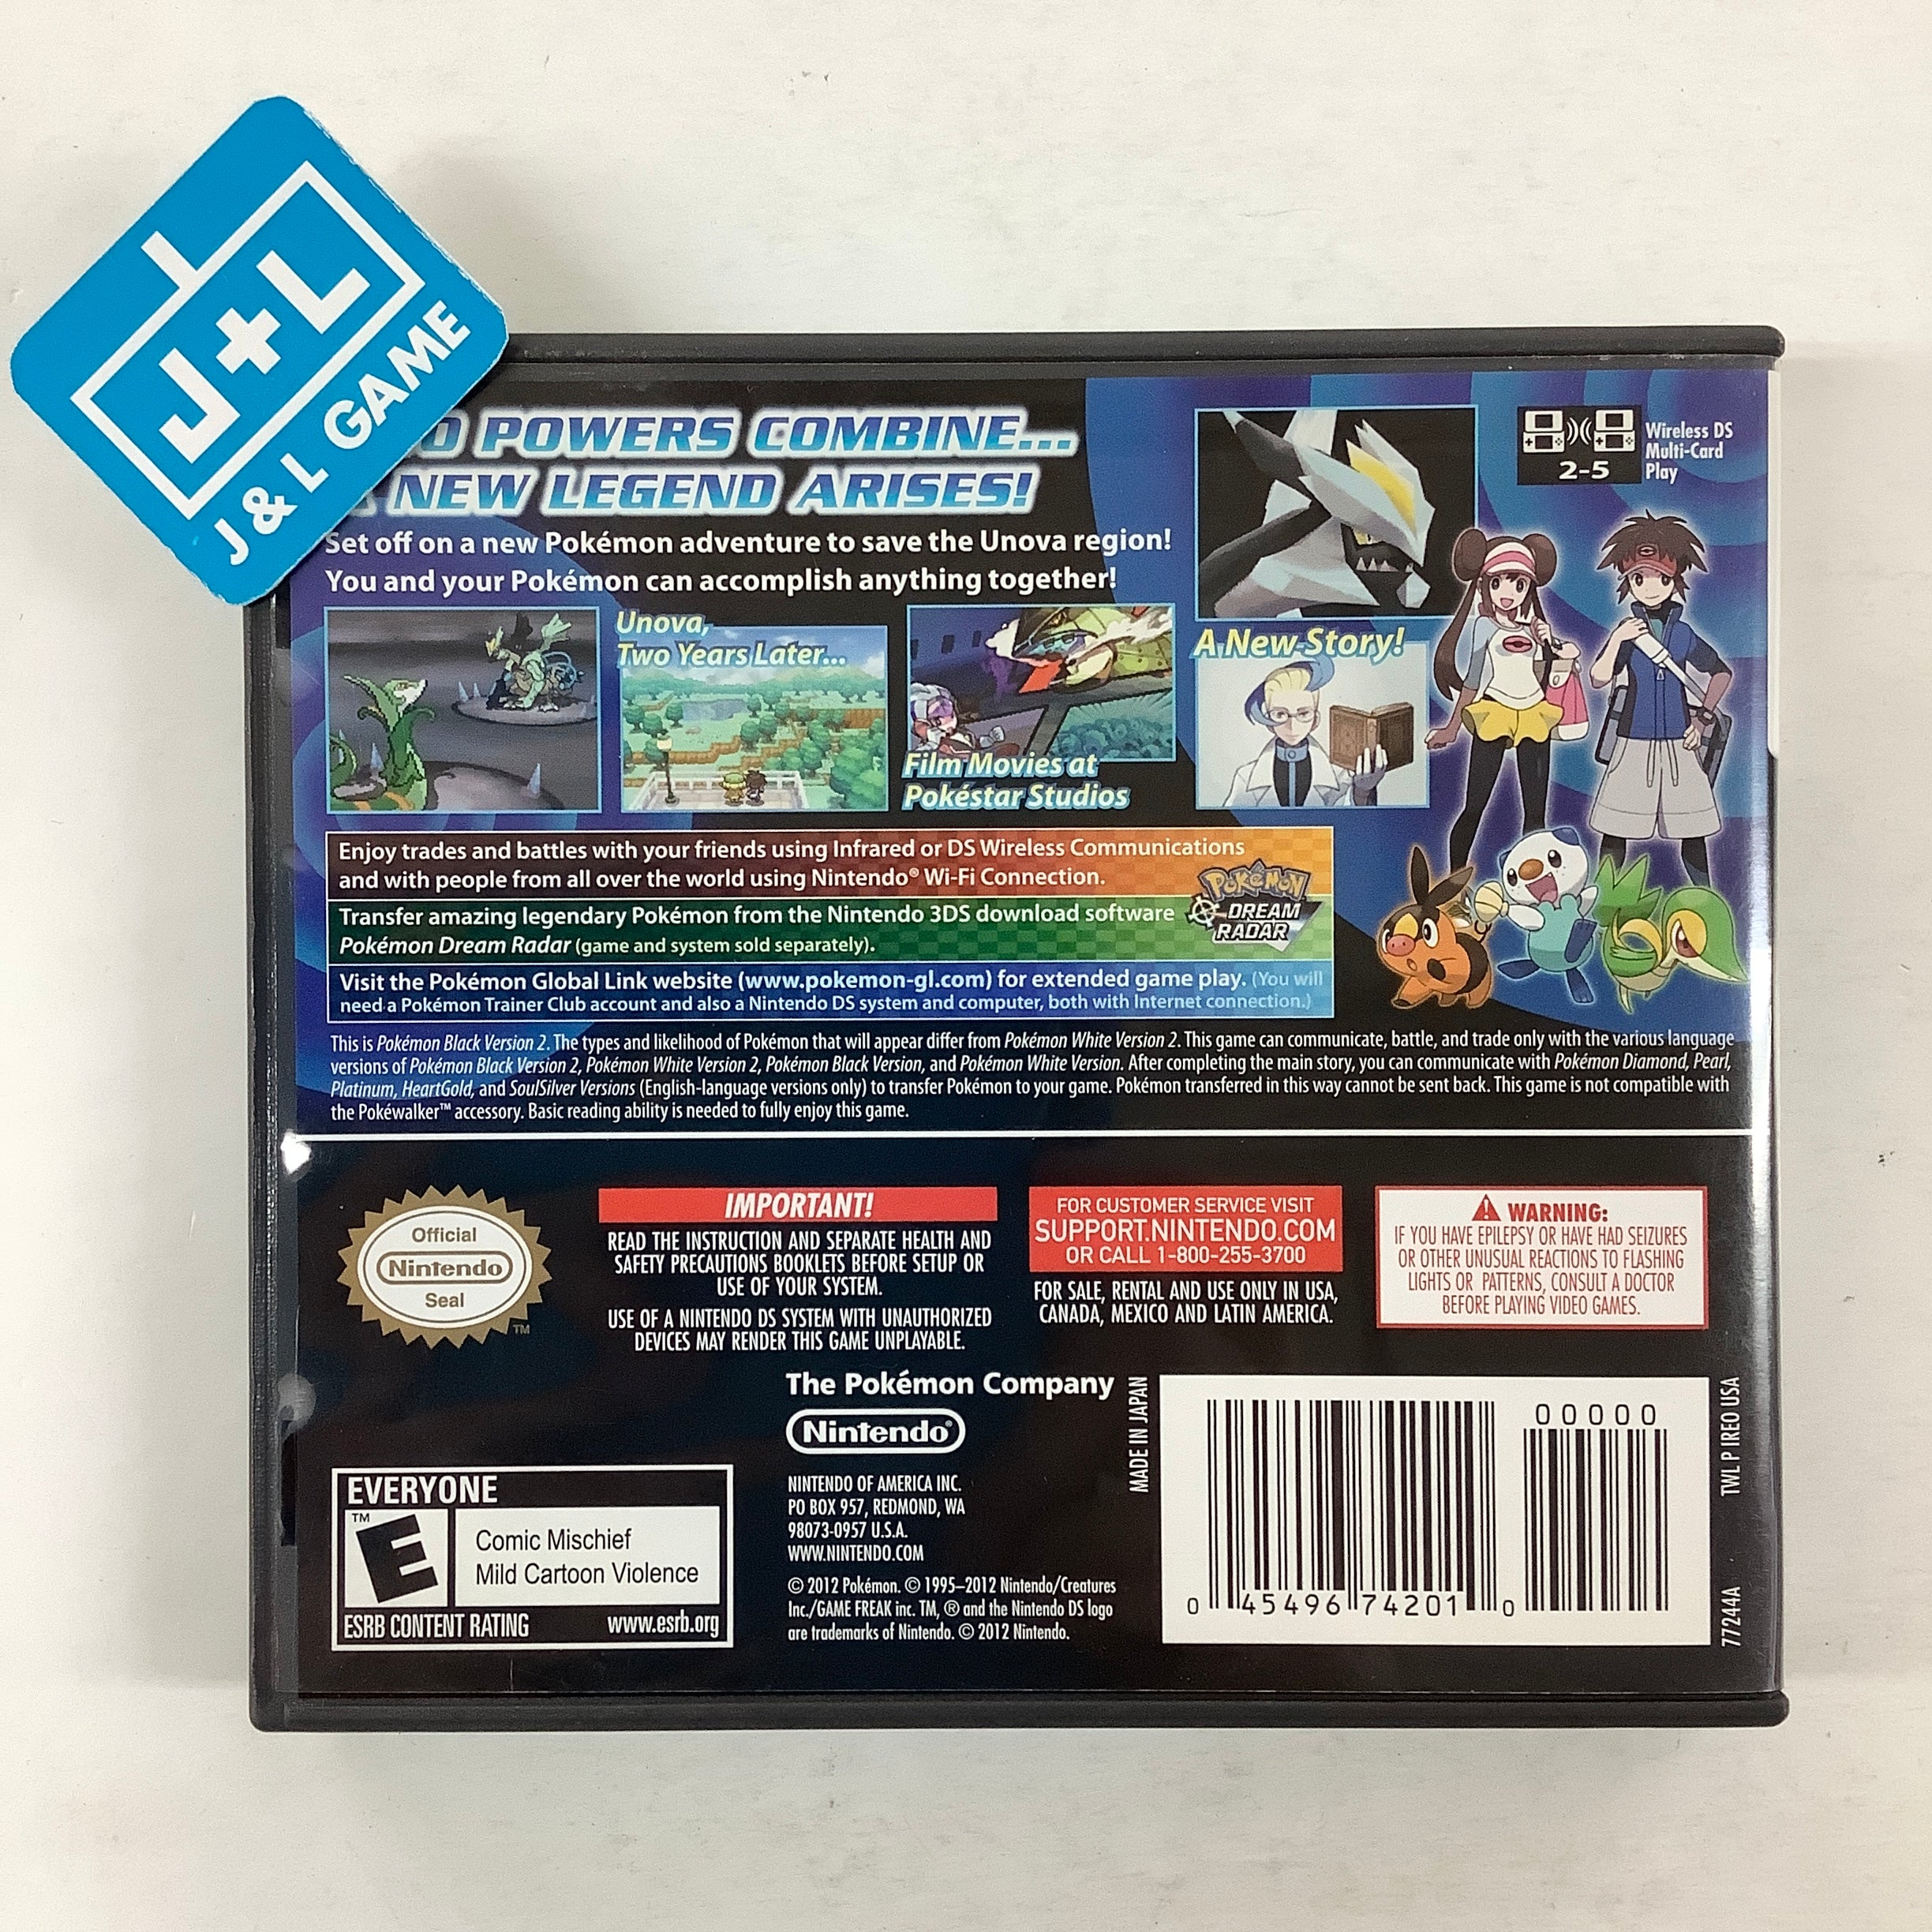 J+L
J & L GAME
POWERS COMBINE...
NEW LEGEND ARISES!
Set off on a new Pokémon adventure to save the Unova region!
You and your Pokémon can accomplish anything together!
Wireless DS
Multi-Card
Play
2-5
Unova,
Two Years Later...
Film Movies at
Pokéstar Studios
A New Story!
Enjoy trades and battles with your friends using Infrared or DS Wireless Communications
and with people from all over the world using Nintendo® Wi-Fi Connection.
Transfer amazing legendary Pokémon from the Nintendo 3DS download software
Pokémon Dream Radar (game and system sold separately).
POKéMON
DREAM
RADAR
Visit the Pokémon Global Link website (www.pokemon-gl.com) for extended game play. (You will
need a Pokémon Trainer Club account and also a Nintendo DS system and computer, both with Internet connection.)
This is Pokémon Black Version 2. The types and likelihood of Pokémon that will appear differ from Pokémon White Version 2. This game can communicate, battle, and trade only with the various language
versions of Pokémon Black Version 2, Pokémon White Version 2, Pokémon Black Version, and Pokémon White Version. After completing the main story, you can communicate with Pokémon Diamond, Pearl,
Platinum, HeartGold, and SoulSilver Versions (English-language versions only) to transfer Pokémon to your game. Pokémon transferred in this way cannot be sent back. This game is not compatible with
the Pokéwalker™ accessory. Basic reading ability is needed to fully enjoy this game.
Official
Nintendo
Seal
TM
IMPORTANT!
READ THE INSTRUCTION AND SEPARATE HEALTH AND
SAFETY PRECAUTIONS BOOKLETS BEFORE SETUP OR
USE OF YOUR SYSTEM.
USE OF A NINTENDO DS SYSTEM WITH UNAUTHORIZED
DEVICES MAY RENDER THIS GAME UNPLAYABLE.
FOR CUSTOMER SERVICE VISIT
SUPPORT.NINTENDO.COM
OR CALL 1-800-255-3700
FOR SALE, RENTAL AND USE ONLY IN USA,
CANADA, MEXICO AND LATIN AMERICA.
WARNING:
IF YOU HAVE EPILEPSY OR HAVE HAD SEIZURES
OR OTHER UNUSUAL REACTIONS TO FLASHING
LIGHTS OR PATTERNS, CONSULT A DOCTOR
BEFORE PLAYING VIDEO GAMES.
EVERYONE
TM
E
Comic Mischief
Mild Cartoon Violence
ESRB CONTENT RATING www.esrb.org
The Pokémon Company
Nintendo®
NINTENDO OF AMERICA INC.
PO BOX 957, REDMOND, WA
98073-0957 U.S.A.
WWW.NINTENDO.COM
© 2012 Pokémon. © 1995–2012 Nintendo/Creatures
Inc./GAME FREAK inc. TM, ® and the Nintendo DS logo
are trademarks of Nintendo. © 2012 Nintendo.
MADE IN JAPAN
00000
0 45496 74201 0
TWL P IREO USA
77244A